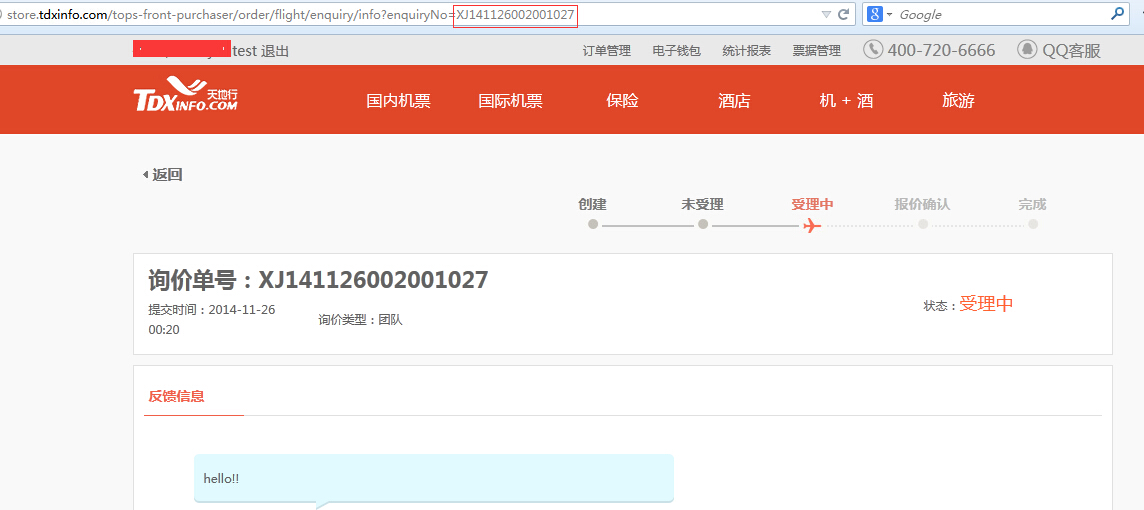 store.tdxinfo.com/tops-front-purchaser/order/flight/enquiry/info?enquiryNo=XJ141126002001027
Google
test 退出
订单管理 电子钱包 统计报表 票据管理 400-720-6666 QQ客服
TDXINFO.COM 天地行
国内机票 国际机票 保险 酒店 机 + 酒 旅游
返回
创建 未受理 受理中 报价确认 完成
询价单号：XJ141126002001027
提交时间：2014-11-26
00:20
询价类型：团队
状态：受理中
反馈信息
hello!!